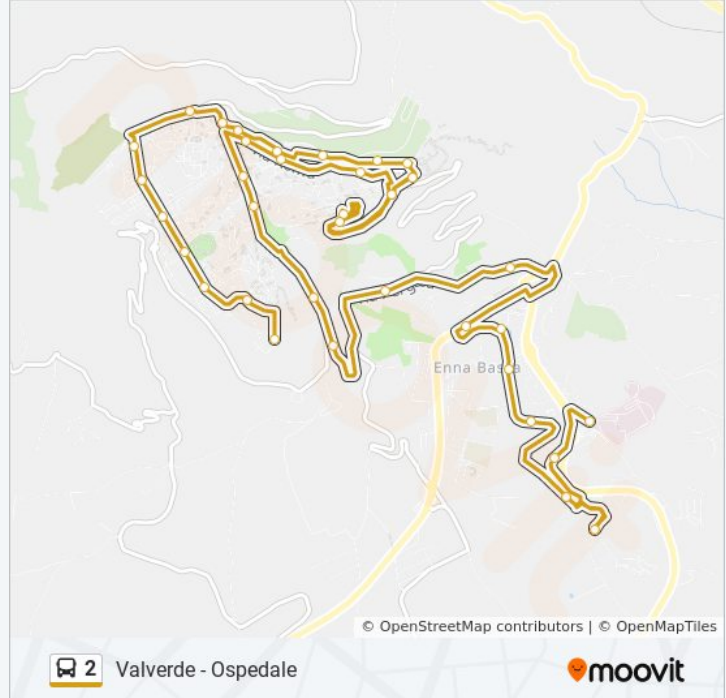 Enna Bassa
© OpenStreetMap contributors | © OpenMapTiles
2 Valverde - Ospedale
moovit